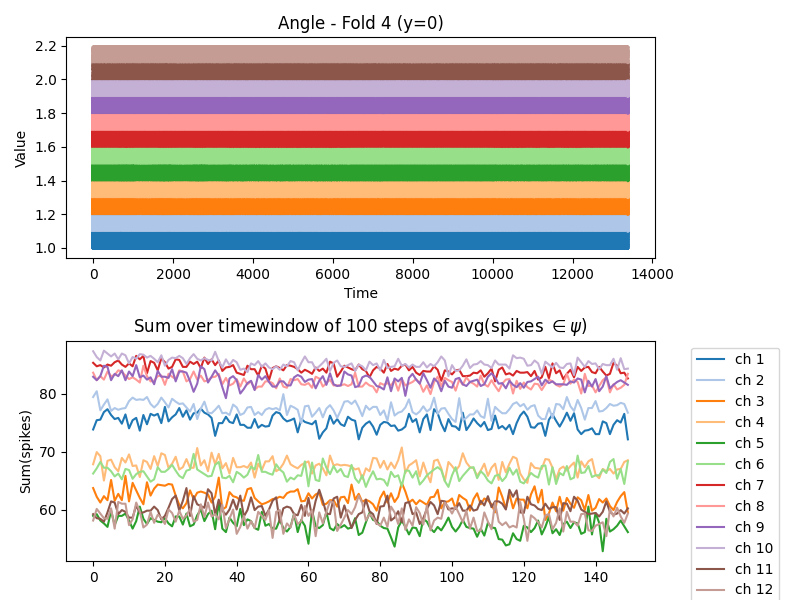 Angle - Fold 4 (y=0)
2.2
2.0
1.8
1.6
1.4
1.2
1.0
Value
0 2000 4000 6000 8000 10000 12000 14000
Time
Sum over timewindow of 100 steps of avg(spikes ∈ ψ)
80
70
60
Sum(spikes)
0 20 40 60 80 100 120 140
ch 1
ch 2
ch 3
ch 4
ch 5
ch 6
ch 7
ch 8
ch 9
ch 10
ch 11
ch 12